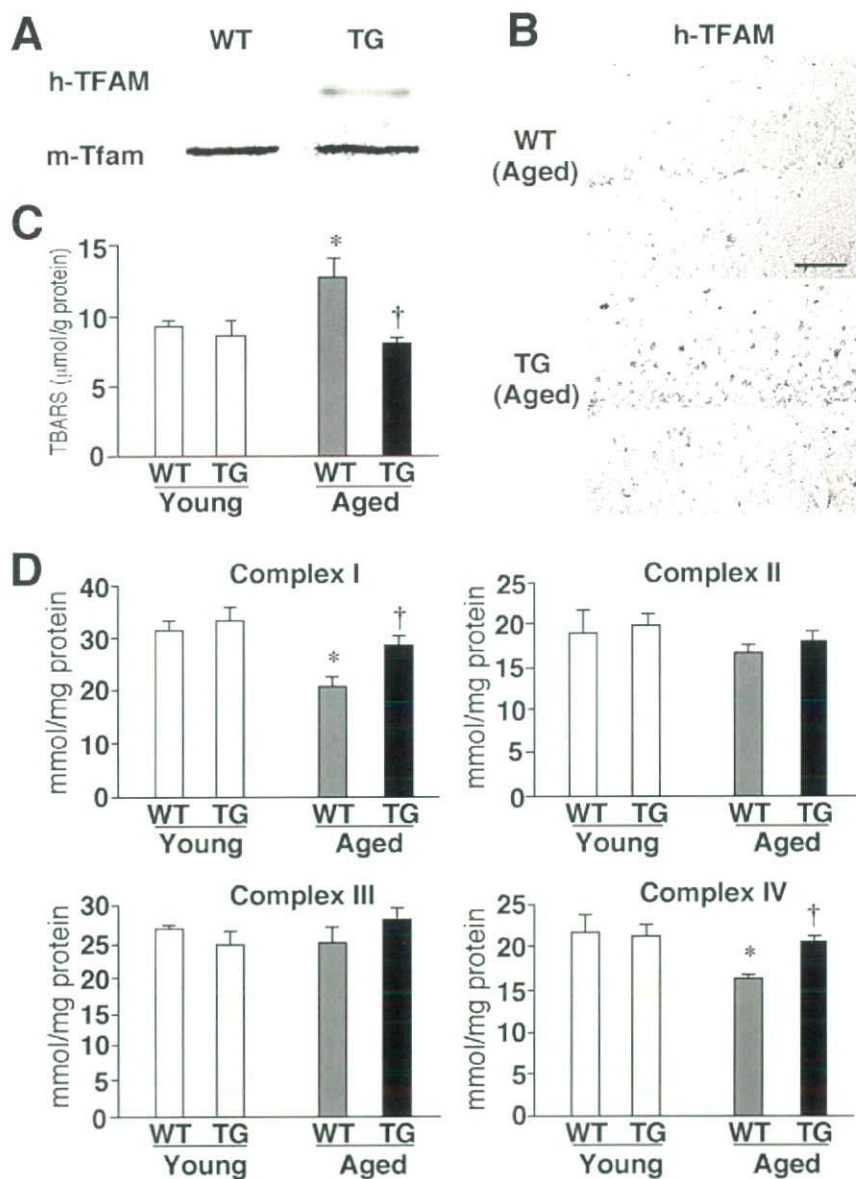 A
WT TG
h-TFAM
m-Tfam
B
h-TFAM
WT
(Aged)
TG
(Aged)
C
TBARS (μmol/g protein)
15
10
5
0
*
†
WT TG WT TG
Young Aged
D
Complex I
mmol/mg protein
40
30
30
10
0
*
†
WT TG WT TG
Young Aged
Complex II
mmol/mg protein
25
20
15
10
5
0
WT TG WT TG
Young Aged
Complex III
mmol/mg protein
30
25
20
15
10
5
0
WT TG WT TG
Young Aged
Complex IV
mmol/mg protein
30
25
20
15
10
5
0
*
†
WT TG WT TG
Young Aged